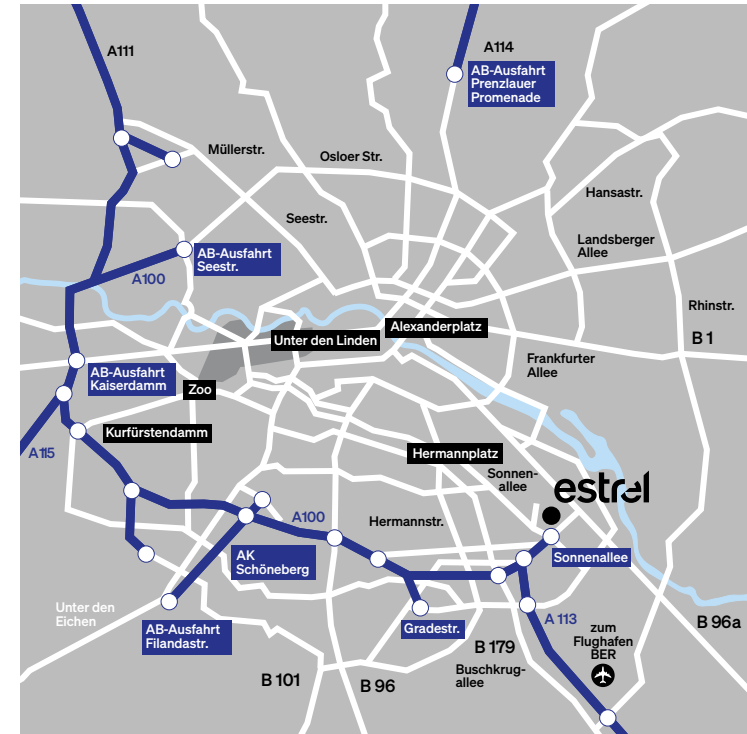 A111
A114
AB-Ausfahrt
Prenzlauer
Promenade
Müllerstr.
Osloer Str.
Hansastr.
Seestr.
Landsberger
Allee
AB-Ausfahrt
Seestr.
A100
Rhinstr.
Alexanderplatz
B 1
Unter den Linden
Frankfurter
Allee
AB-Ausfahrt
Kaiserdamm
Zoo
Kurfürstendamm
A115
Hermannplatz
Sonnen-
allee
estrel
A100
Hermannstr.
AK
Schöneberg
Sonnenallee
Unter den
Eichen
AB-Ausfahrt
Filandastr.
Gradestr.
A 113
B 96a
zum
Flughafen
BER
B 179
Buschkrug-
allee
B 101
B 96